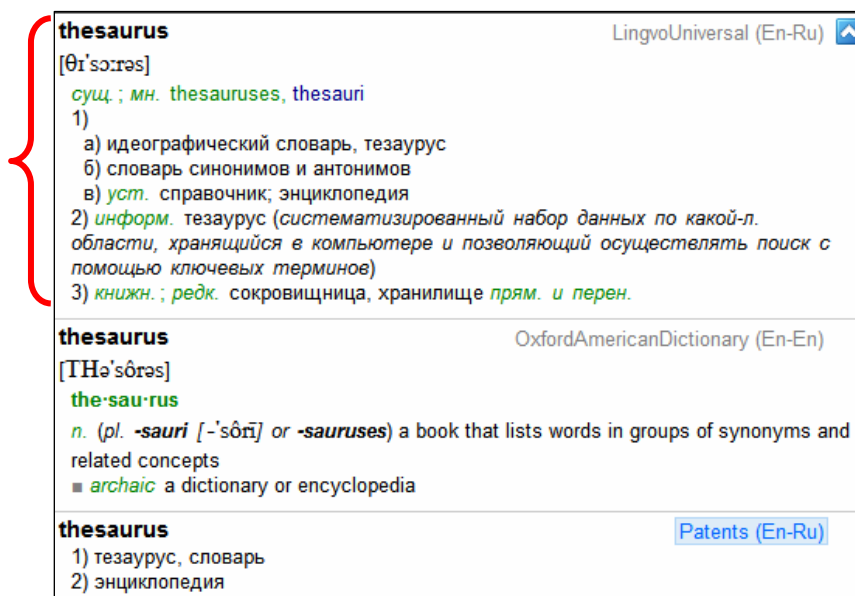 thesaurus LingvoUniversal (En-Ru)
[θɪ'sɔːrəs]
сущ. ; мн. thesauruses, thesauri
1)
а) идеографический словарь, тезаурус
б) словарь синонимов и антонимов
в) уст. справочник; энциклопедия
2) информ. тезаурус (систематизированный набор данных по какой-л.
области, хранящийся в компьютере и позволяющий осуществлять поиск с
помощью ключевых терминов)
3) книжн. ; редк. сокровищница, хранилище прям. и перен.
thesaurus OxfordAmericanDictionary (En-En)
[THə'sôrəs]
the·sau·rus
n. (pl. -sauri [-'sôrī] or -sauruses) a book that lists words in groups of synonyms and
related concepts
■ archaic a dictionary or encyclopedia
thesaurus Patents (En-Ru)
1) тезаурус, словарь
2) энциклопедия